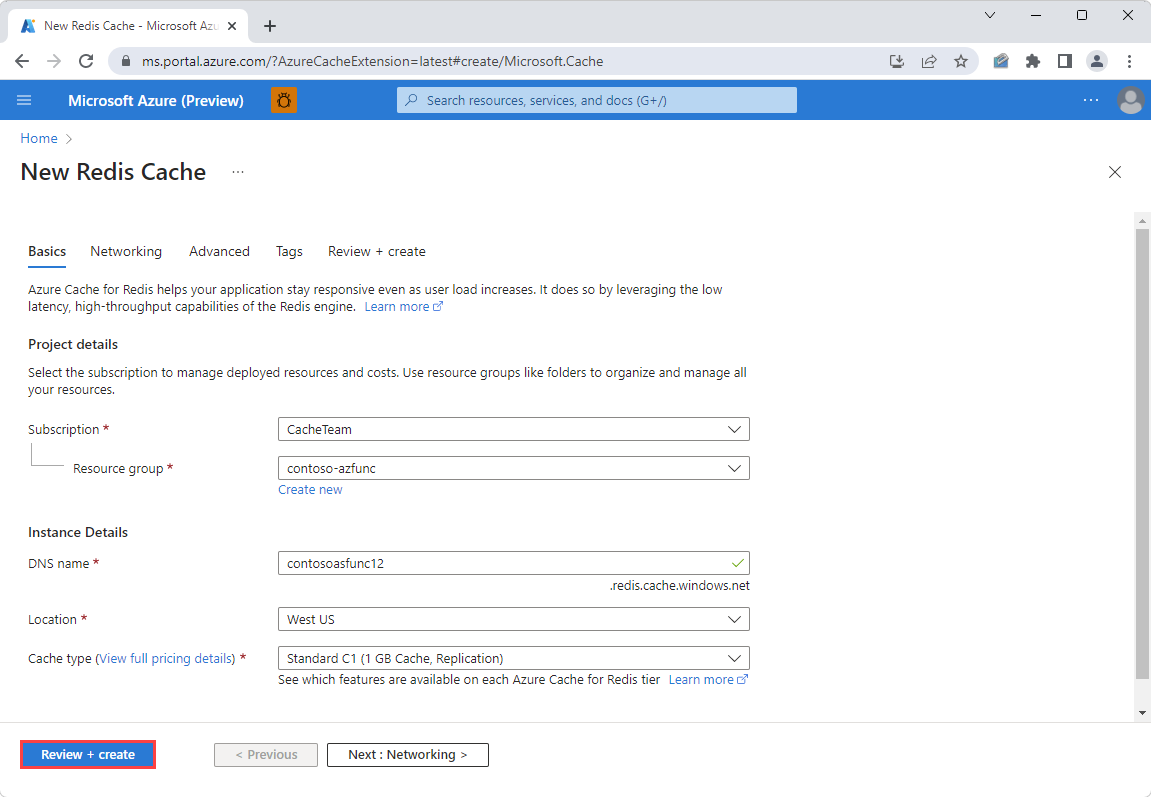 New Redis Cache - Microsoft Azu
ms.portal.azure.com/?AzureCacheExtension=latest#create/Microsoft.Cache
Microsoft Azure (Preview)
Search resources, services, and docs (G+/)
Home
New Redis Cache
Basics Networking Advanced Tags Review + create
Azure Cache for Redis helps your application stay responsive even as user load increases. It does so by leveraging the low
latency, high-throughput capabilities of the Redis engine. Learn more
Project details
Select the subscription to manage deployed resources and costs. Use resource groups like folders to organize and manage all
your resources.
Subscription * CacheTeam
Resource group * contoso-azfunc
Create new
Instance Details
DNS name * contosoasfunc12
.redis.cache.windows.net
Location * West US
Cache type (View full pricing details) * Standard C1 (1 GB Cache, Replication)
See which features are available on each Azure Cache for Redis tier Learn more
Review + create < Previous Next : Networking >